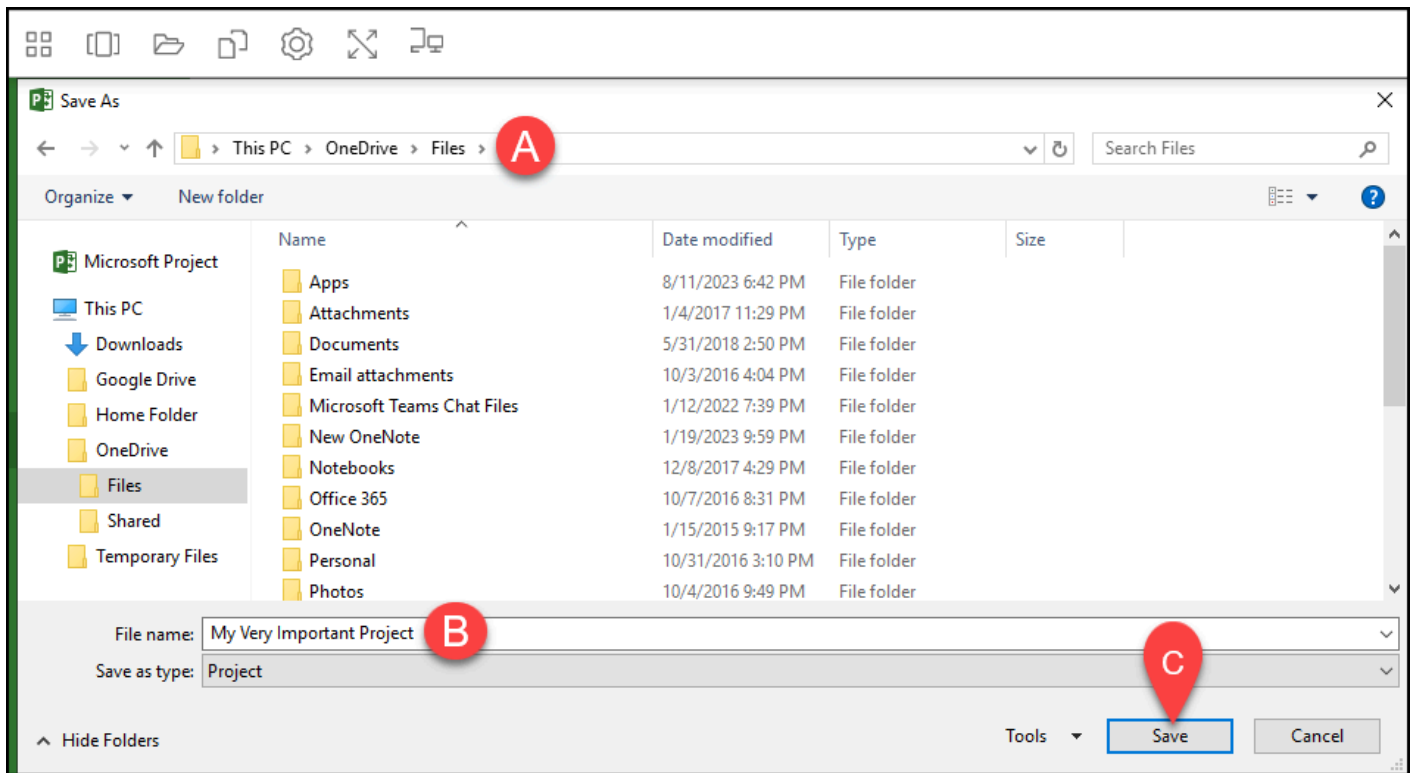 Save As
This PC > OneDrive > Files > A
Search Files
Organize New folder
?
Name Date modified Type Size
Microsoft Project
This PC
Downloads
Google Drive
Home Folder
OneDrive
Files
Shared
Temporary Files
Apps 8/11/2023 6:42 PM File folder
Attachments 1/4/2017 11:29 PM File folder
Documents 5/31/2018 2:50 PM File folder
Email attachments 10/3/2016 4:04 PM File folder
Microsoft Teams Chat Files 1/12/2022 7:39 PM File folder
New OneNote 1/19/2023 9:59 PM File folder
Notebooks 12/8/2017 4:29 PM File folder
Office 365 10/7/2016 8:31 PM File folder
OneNote 1/15/2015 9:17 PM File folder
Personal 10/31/2016 3:10 PM File folder
Photos 10/4/2016 9:49 PM File folder
File name: My Very Important Project B
Save as type: Project
C
Hide Folders Tools Save Cancel